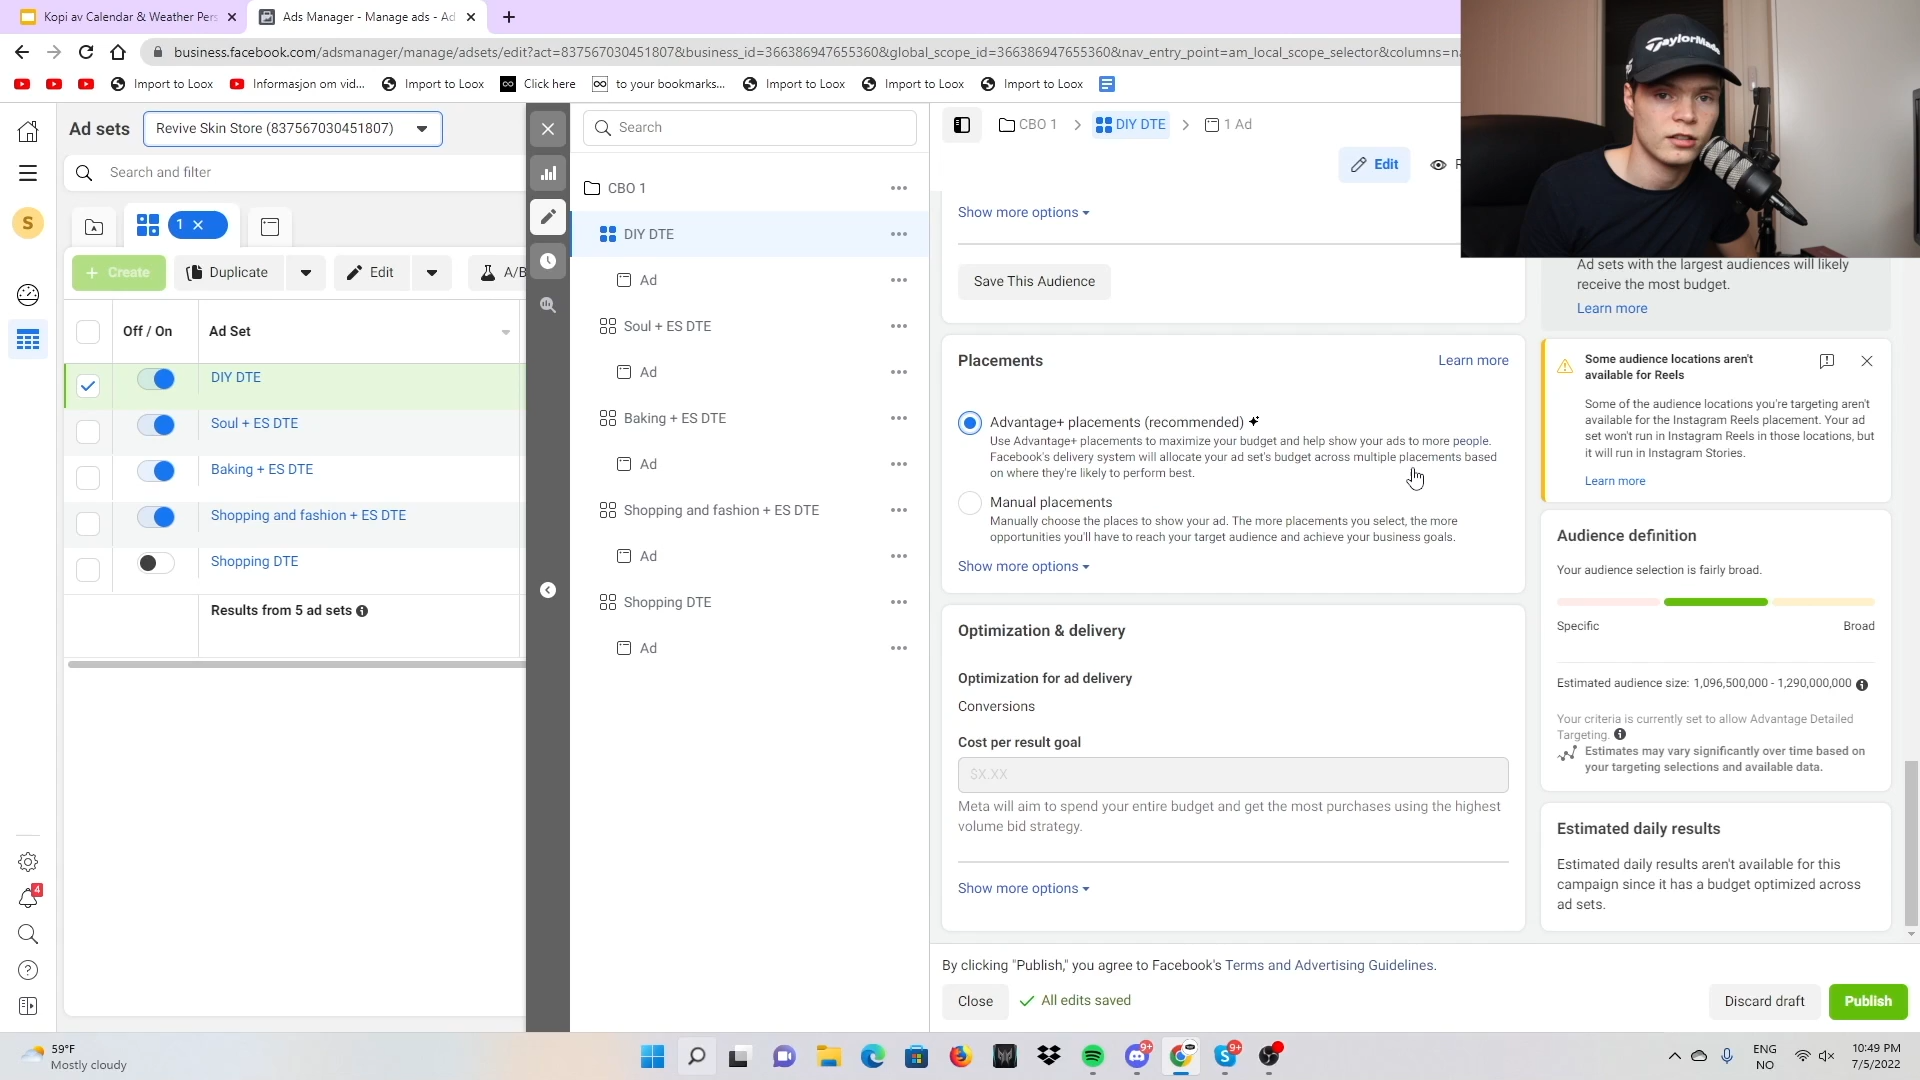 Kopi av Calendar & Weather Pers
Ads Manager - Manage ads - Ad
business.facebook.com/adsmanager/manage/adsets/edit?act=837567030451807&business_id=366386947655360&global_scope_id=366386947655360&nav_entry_point=am_local_scope_selector&columns=na
Import to Loox
Informasjon om vid...
Import to Loox
Click here
to your bookmarks...
Import to Loox
Import to Loox
Import to Loox
TaylorMade
Ad sets
Revive Skin Store (837567030451807)
Search and filter
S
1
Create
Duplicate
Edit
A/B
Off / On
Ad Set
DIY DTE
Soul + ES DTE
Baking + ES DTE
Shopping and fashion + ES DTE
Shopping DTE
Results from 5 ad sets
4
Search
CBO 1
DIY DTE
Ad
Soul + ES DTE
Ad
Baking + ES DTE
Ad
Shopping and fashion + ES DTE
Ad
Shopping DTE
Ad
CBO 1
DIY DTE
1 Ad
Edit
R
Show more options
Save This Audience
Placements
Learn more
Advantage+ placements (recommended)
Use Advantage+ placements to maximize your budget and help show your ads to more people.
Facebook's delivery system will allocate your ad set's budget across multiple placements based
on where they're likely to perform best.
Manual placements
Manually choose the places to show your ad. The more placements you select, the more
opportunities you'll have to reach your target audience and achieve your business goals.
Show more options
Optimization & delivery
Optimization for ad delivery
Conversions
Cost per result goal
$X.XX
Meta will aim to spend your entire budget and get the most purchases using the highest
volume bid strategy.
Show more options
Ad sets with the largest audiences will likely
receive the most budget.
Learn more
Some audience locations aren't
available for Reels
Some of the audience locations you're targeting aren't
available for the Instagram Reels placement. Your ad
set won't run in Instagram Reels in those locations, but
it will run in Instagram Stories.
Learn more
Audience definition
Your audience selection is fairly broad.
Specific
Broad
Estimated audience size: 1,096,500,000 - 1,290,000,000
Your criteria is currently set to allow Advantage Detailed
Targeting.
Estimates may vary significantly over time based on
your targeting selections and available data.
Estimated daily results
Estimated daily results aren't available for this
campaign since it has a budget optimized across
ad sets.
By clicking "Publish," you agree to Facebook's Terms and Advertising Guidelines.
Close
All edits saved
Discard draft
Publish
59°F
Mostly cloudy
9+
9+
ENG
NO
10:49 PM
7/5/2022